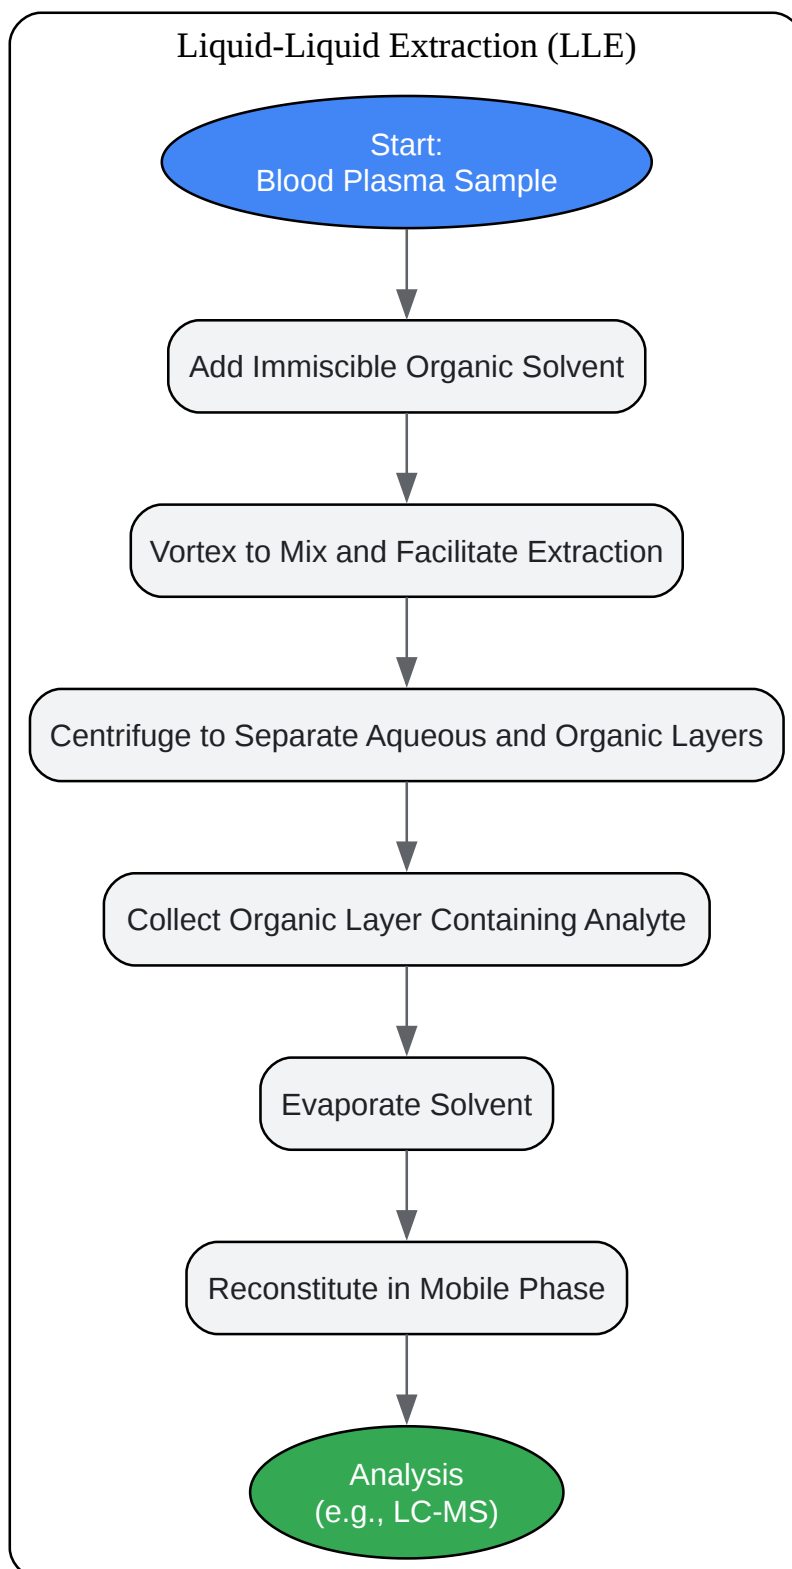 Liquid-Liquid Extraction (LLE)
Start:
Blood Plasma Sample
Add Immiscible Organic Solvent
Vortex to Mix and Facilitate Extraction
Centrifuge to Separate Aqueous and Organic Layers
Collect Organic Layer Containing Analyte
Evaporate Solvent
Reconstitute in Mobile Phase
Analysis
(e.g., LC-MS)